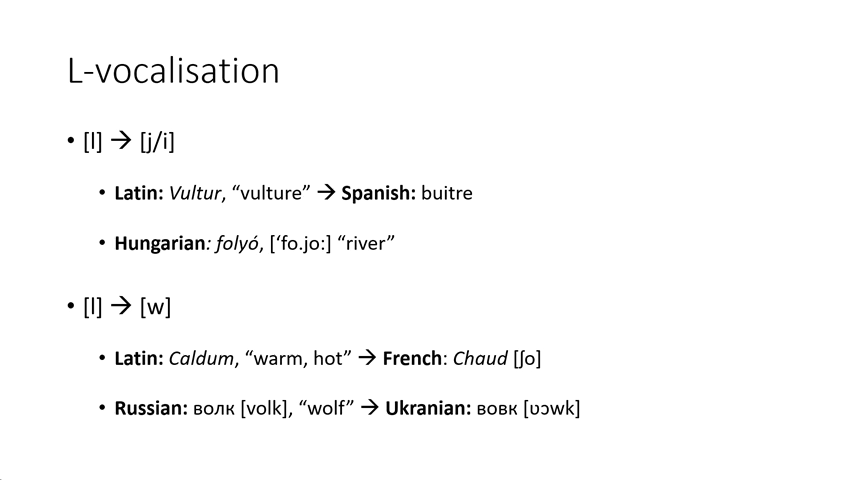 L-vocalisation
• [l] → [j/i]
• Latin: Vultur, “vulture” → Spanish: buitre
• Hungarian: folyó, [‘fo.jo:] “river”
• [l] → [w]
• Latin: Caldum, “warm, hot” → French: Chaud [ʃo]
• Russian: волк [volk], “wolf” → Ukranian: вовк [ʋɔwk]